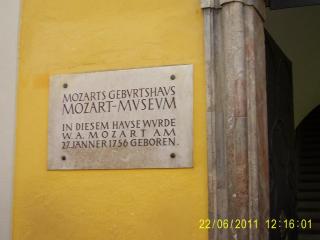 MOZARTS GEBVRTSHAVS
MOZART-MVSEVM
IN DIESEM HAVSE WVRDE
W. A. MOZART AM
27. JÄNNER 1756 GEBOREN.
22/06/2011 12:16:01